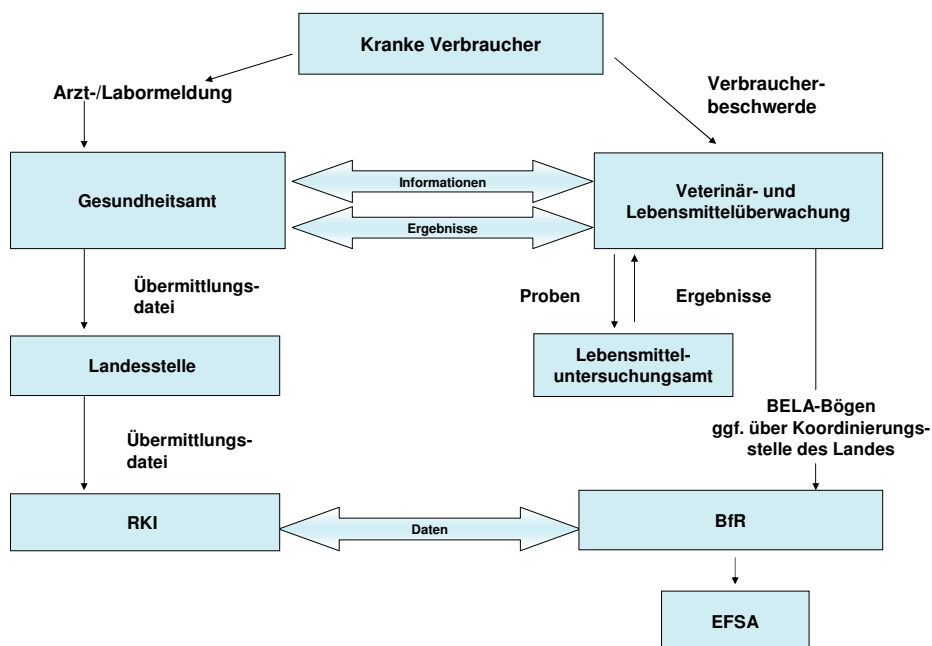 Kranke Verbraucher
Arzt-/Labormeldung
Verbraucher-
beschwerde
Gesundheitsamt
Informationen
Ergebnisse
Veterinär- und
Lebensmittelüberwachung
Übermittlungs-
datei
Proben
Ergebnisse
Landesstelle
Lebensmittel-
untersuchungsamt
Übermittlungs-
datei
BELA-Bögen
ggf. über Koordinierungs-
stelle des Landes
RKI
Daten
BfR
EFSA